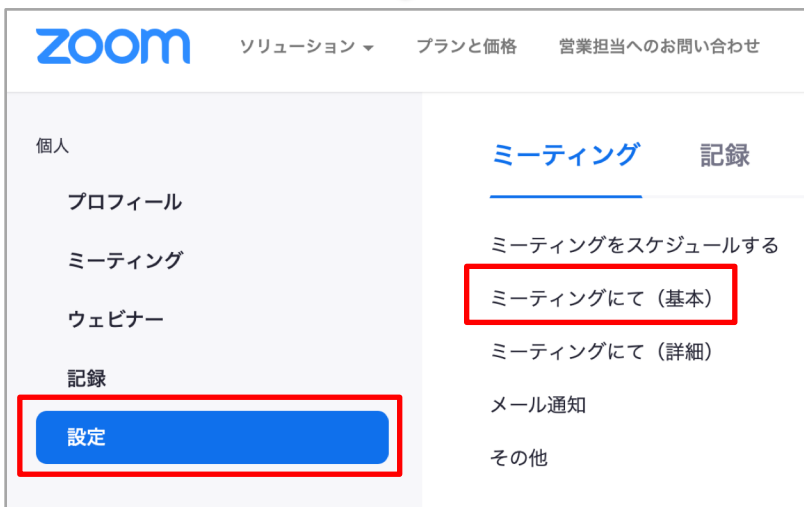 zoom ソリューション プランと価格 営業担当へのお問い合わせ
個人
プロフィール
ミーティング
ウェビナー
記録
設定
ミーティング 記録
ミーティングをスケジュールする
ミーティングにて（基本）
ミーティングにて（詳細）
メール通知
その他